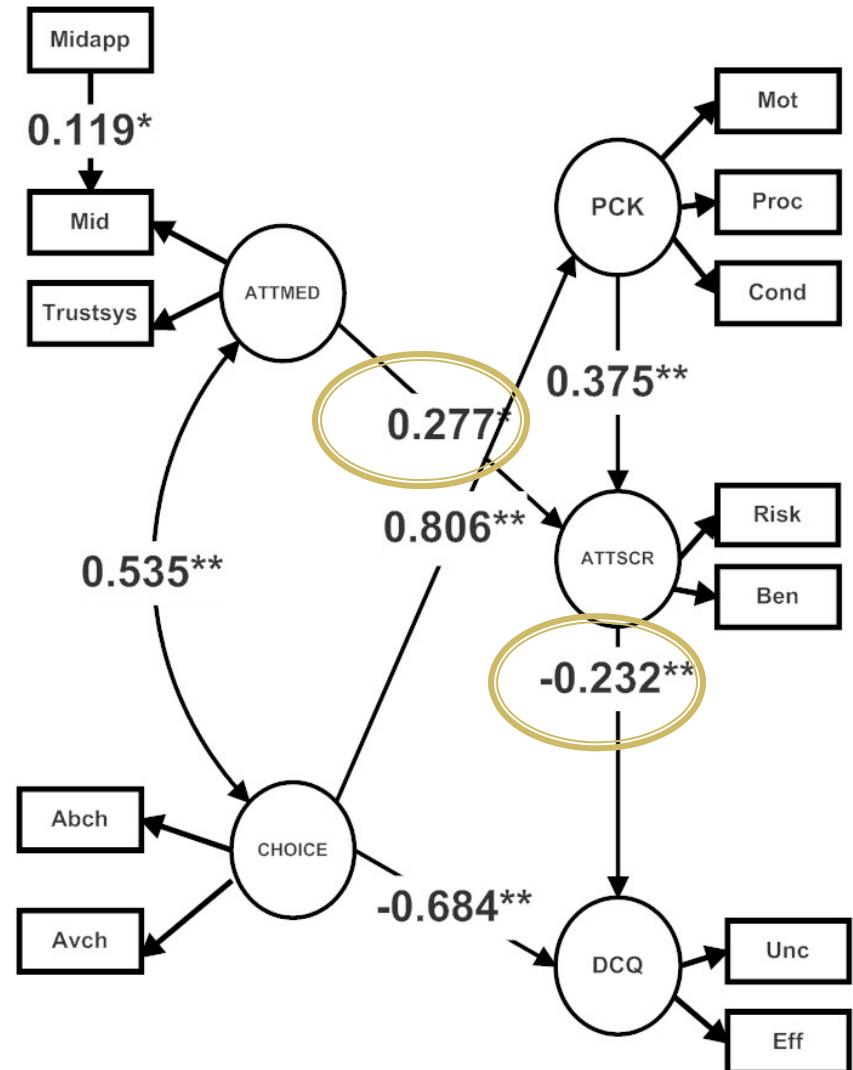 Midapp
0.119*
Mid
Trustsys
ATTMED
PCK
Mot
Proc
Cond
0.277*
0.375**
0.806**
0.535**
ATTSCR
Risk
Ben
-0.232**
Abch
Avch
CHOICE
-0.684**
DCQ
Unc
Eff